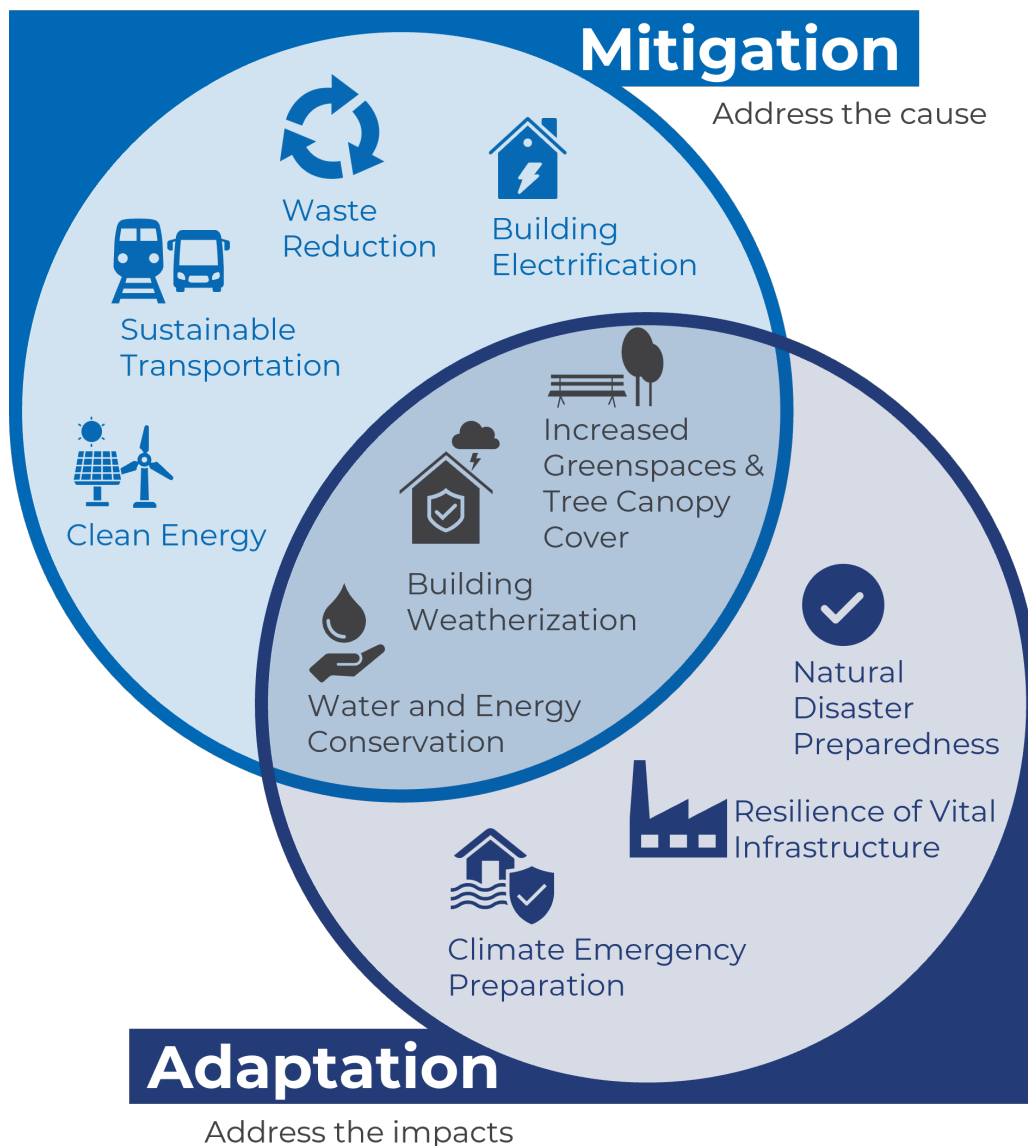 Mitigation
Address the cause
Waste
Reduction
Building
Electrification
Sustainable
Transportation
Clean Energy
Increased
Greenspaces &
Tree Canopy
Cover
Building
Weatherization
Water and Energy
Conservation
Natural
Disaster
Preparedness
Resilience of Vital
Infrastructure
Climate Emergency
Preparation
Adaptation
Address the impacts